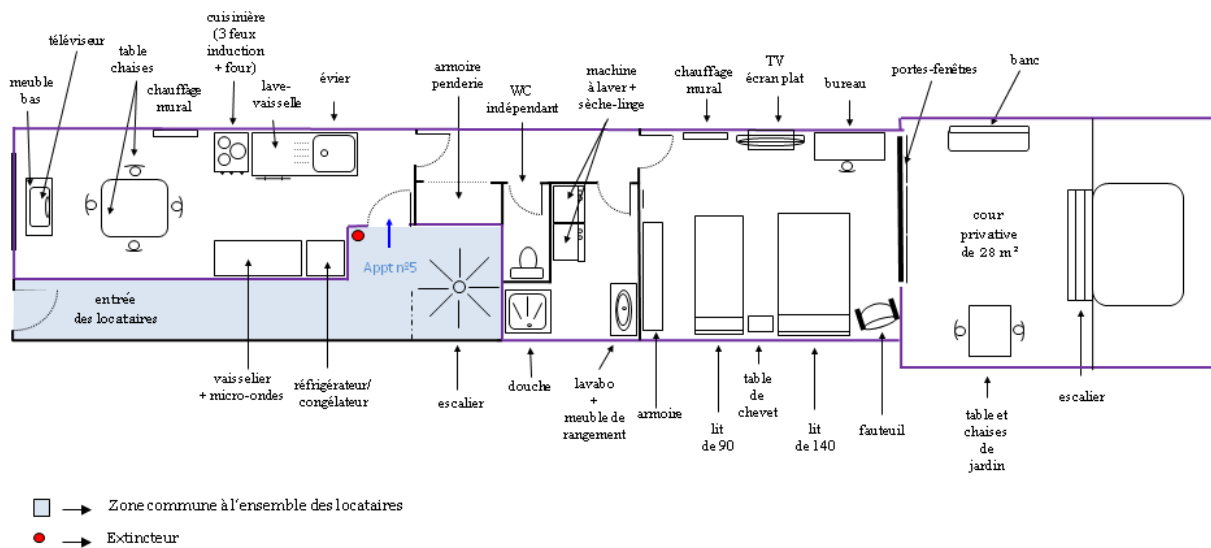 cuisinière
(3 feux
induction
+ four)
téléviseur
table
chaises
meuble
bas
chauffage
mural
lave-
vaisselle
évier
armoire
penderie
WC
indépendant
machine
à laver +
sèche-linge
chauffage
mural
TV
écran plat
bureau
portes-fenêtres
banc
cour
privative
de 28 m²
Appt nº5
entrée
des locataires
vaisselier
+ micro-ondes
réfrigérateur/
congélateur
escalier
douche
lavabo
+
meuble de
rangement
armoire
lit
de 90
table
de
chevet
lit
de 140
fauteuil
table et
chaises
de
jardin
escalier
Zone commune à l'ensemble des locataires
Extincteur